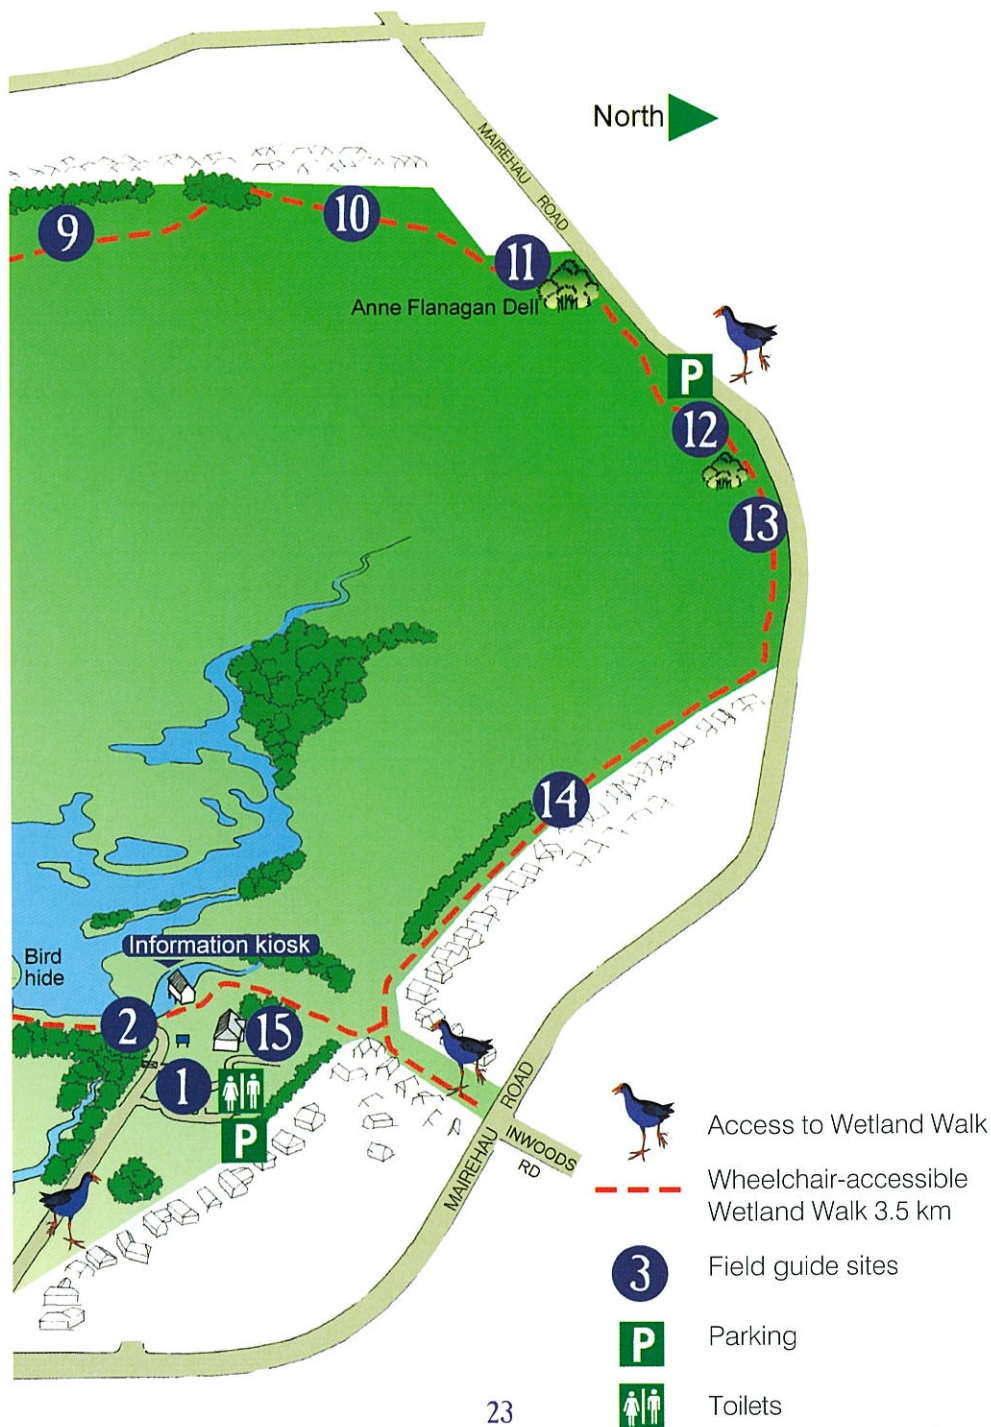 North
MAIREHAU ROAD
9
10
11
Anne Flanagan Dell
P
12
13
14
Bird
hide
Information kiosk
2
15
1
P
MAIREHAU ROAD
INWOODS
RD
Access to Wetland Walk
Wheelchair-accessible
Wetland Walk 3.5 km
3
Field guide sites
P
Parking
Toilets
23